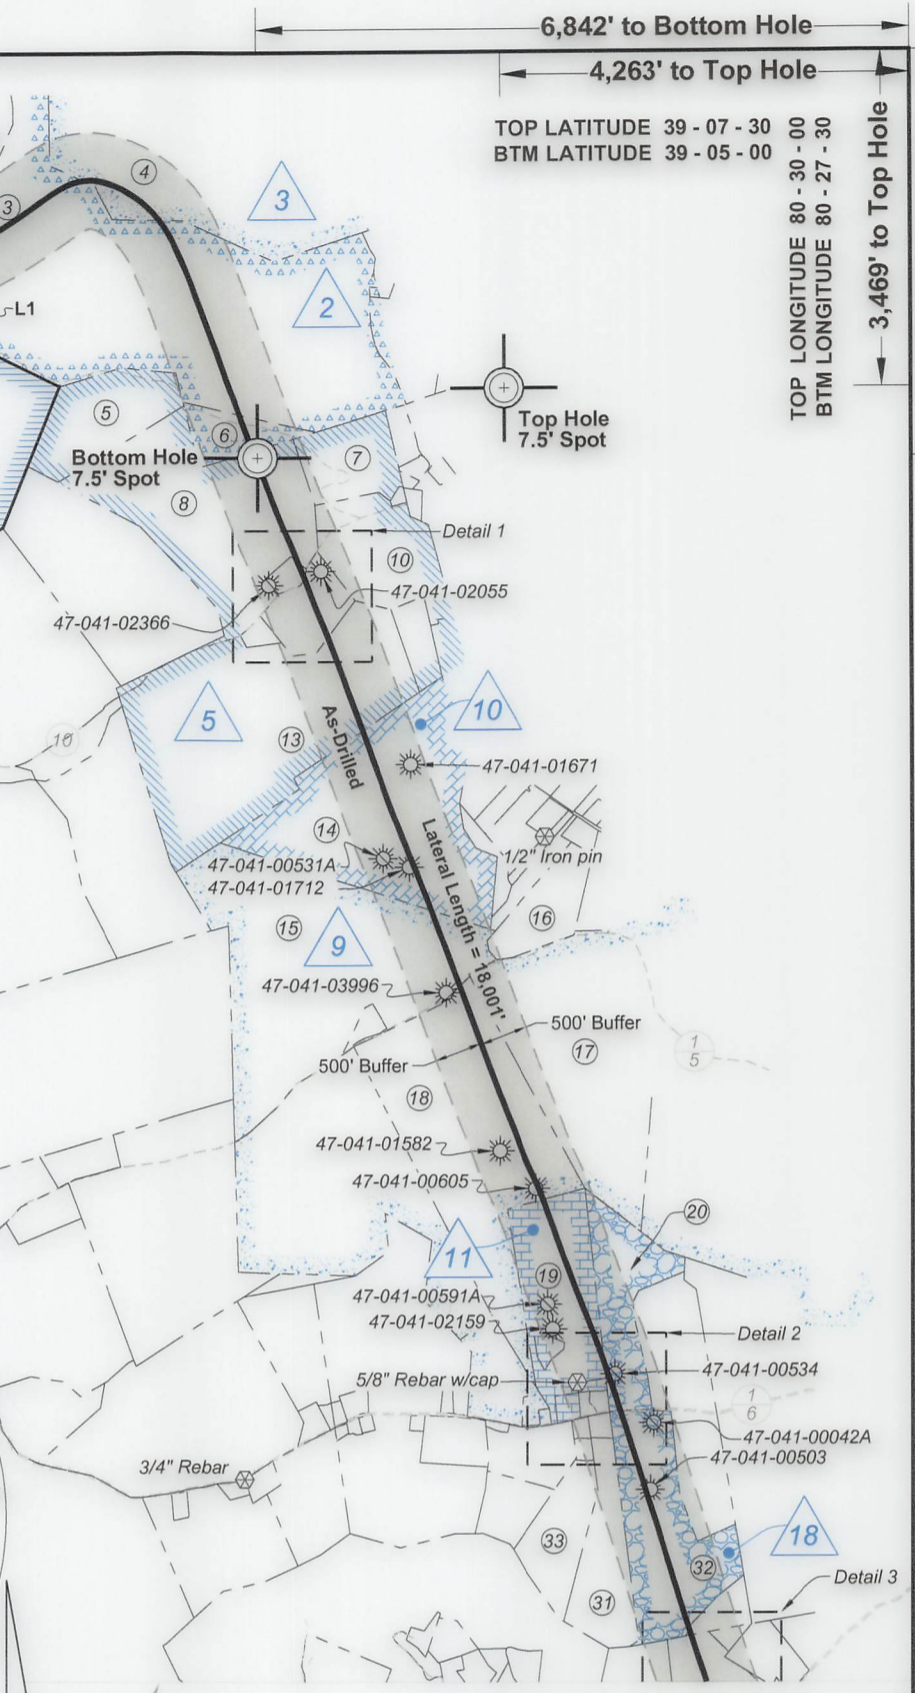 6,842' to Bottom Hole
4,263' to Top Hole
TOP LATITUDE 39 - 07 - 30
BTM LATITUDE 39 - 05 - 00
TOP LONGITUDE 80 - 30 - 00
BTM LONGITUDE 80 - 27 - 30
3,469' to Top Hole
4
3
3
2
L1
5
6
Top Hole
7.5' Spot
Bottom Hole
7.5' Spot
7
8
Detail 1
10
47-041-02055
47-041-02366
5
10
13
10
As-Drilled
47-041-01671
14
Lateral Length = 18,001'
1/2" Iron pin
47-041-00531A
47-041-01712
16
15
9
47-041-03996
500' Buffer
500' Buffer
17
1
5
18
47-041-01582
47-041-00605
20
11
19
47-041-00591A
47-041-02159
Detail 2
47-041-00534
5/8" Rebar w/cap
1
6
47-041-00042A
47-041-00503
3/4" Rebar
18
33
32
Detail 3
31